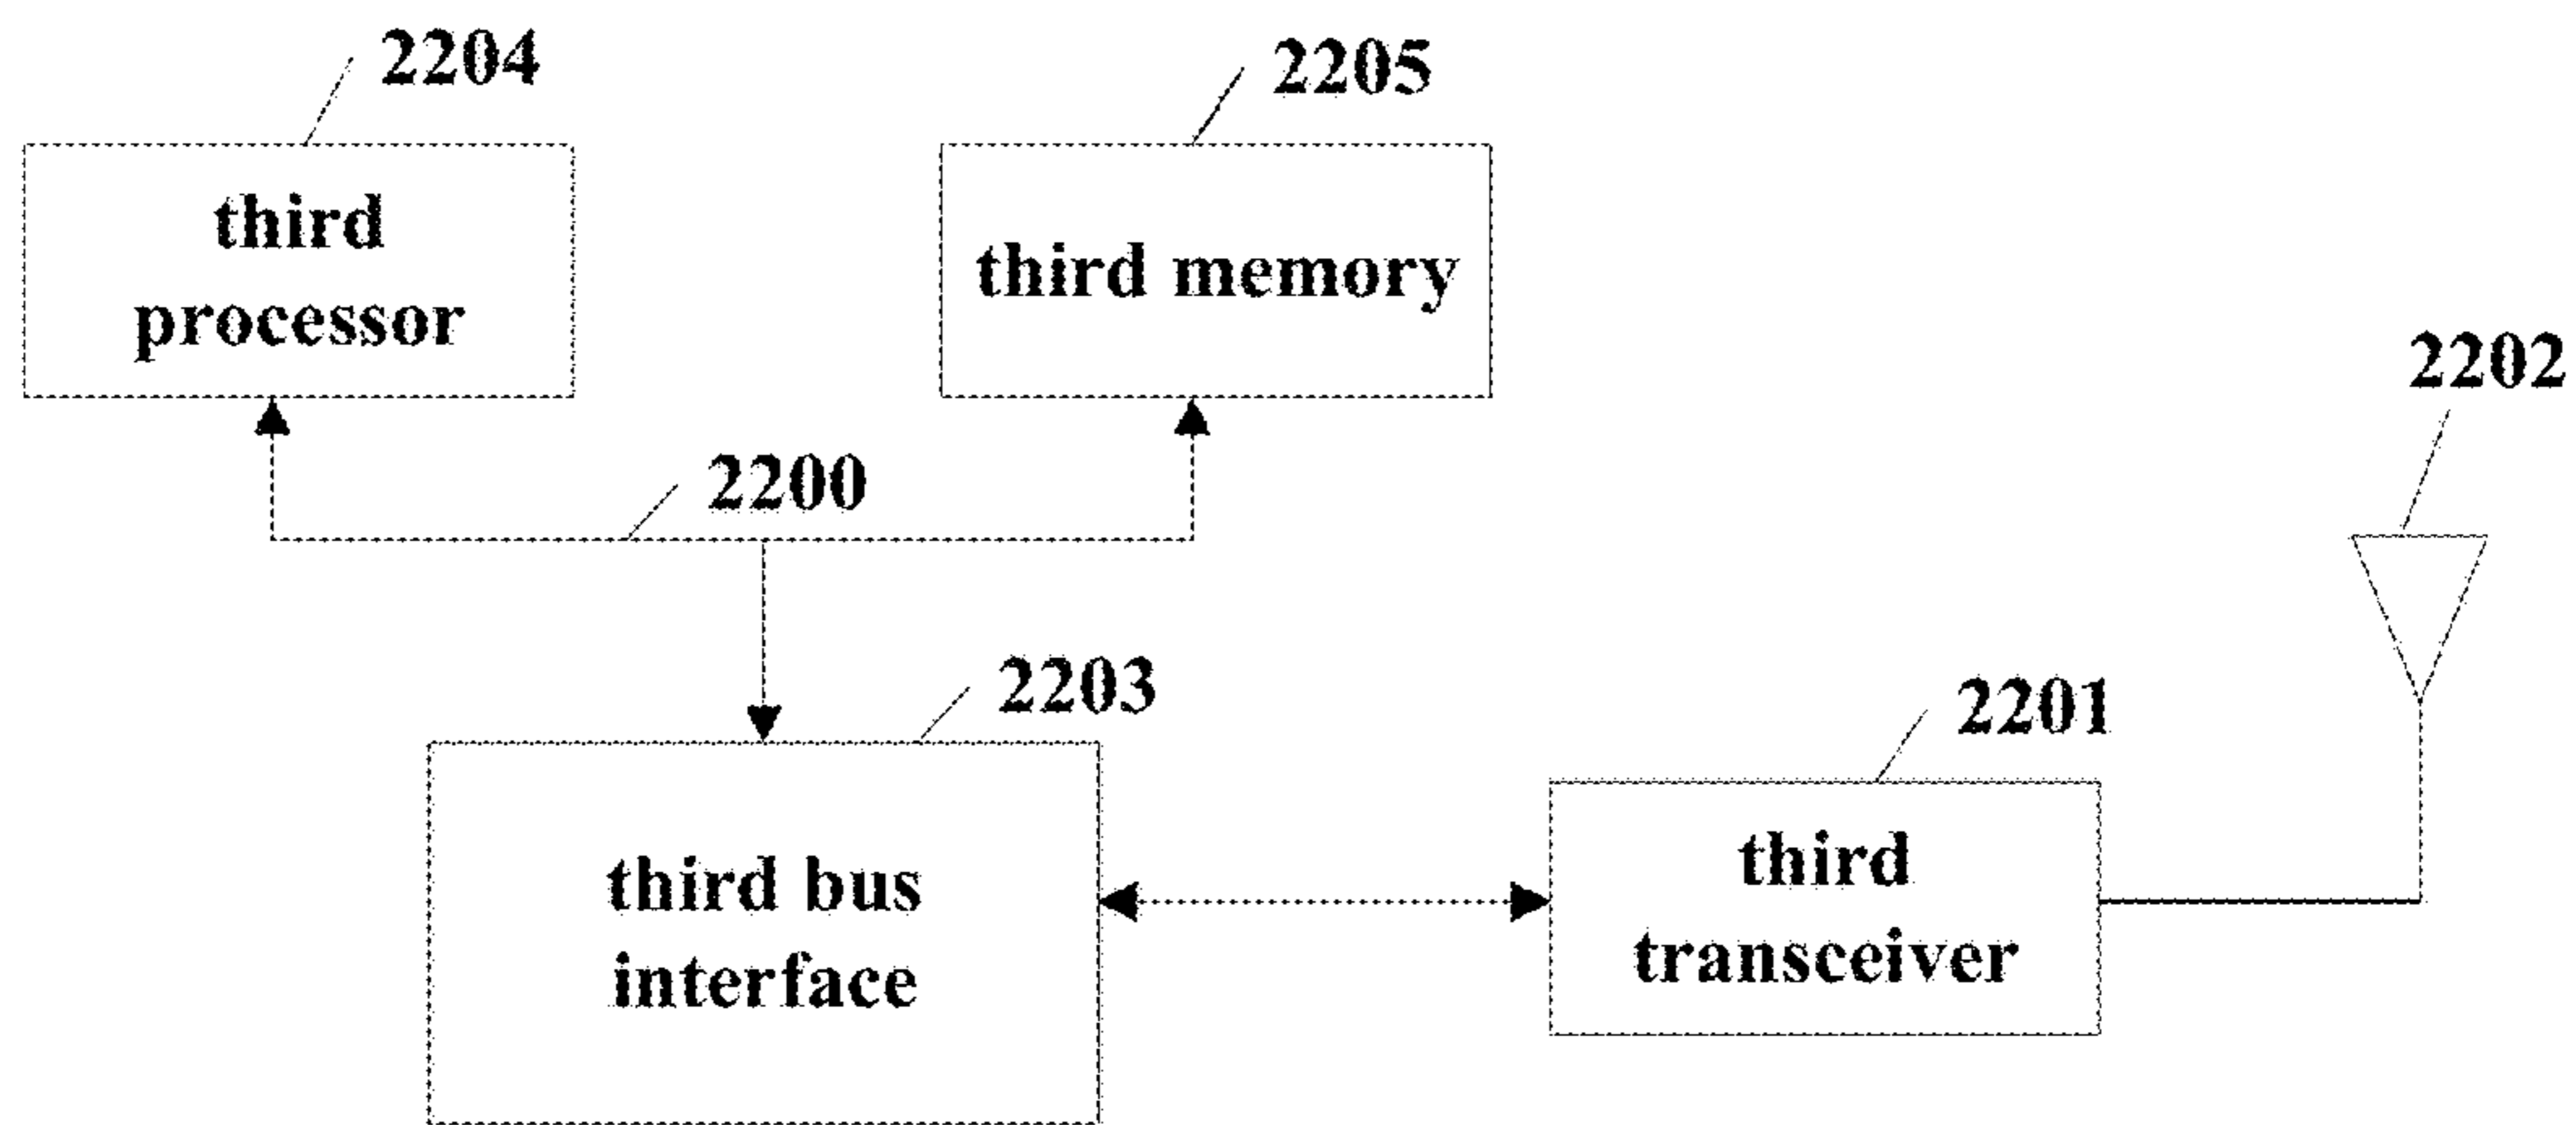 2204
2205
third
processor
third memory
2202
2200
2203
2201
third bus
interface
third
transceiver